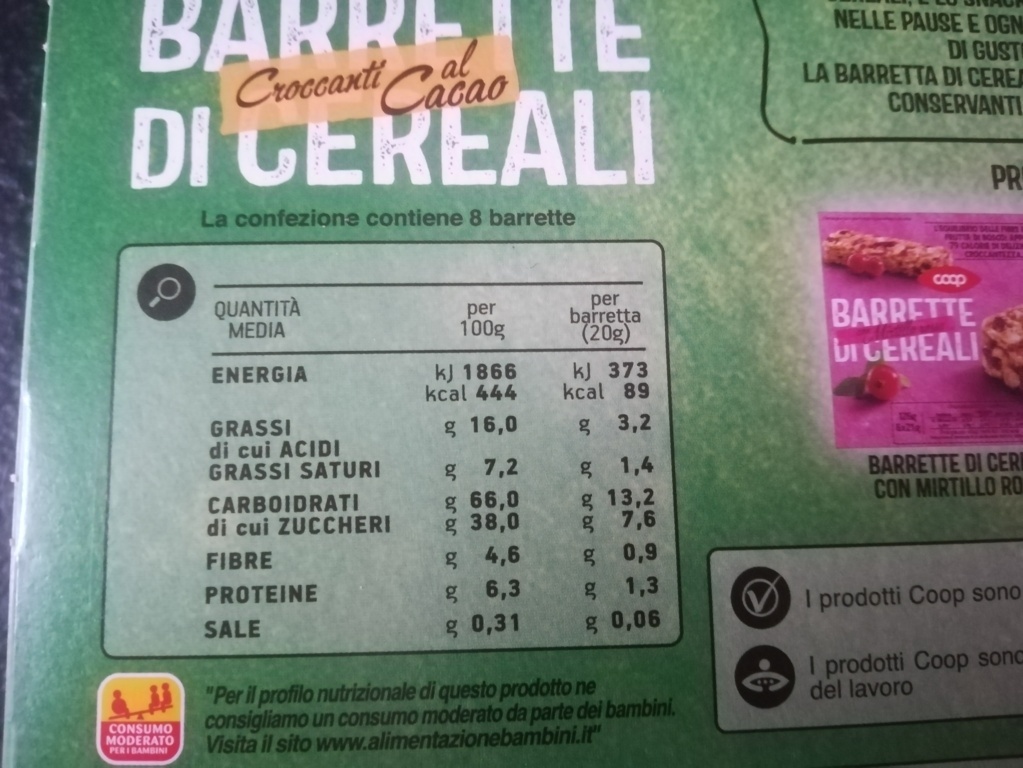 BARRETTE
Croccanti al
Cacao
DI CEREALI
La confezione contiene 8 barrette
QUANTITÀ MEDIA per 100g per barretta (20g)
ENERGIA kJ 1866 kJ 373
kcal 444 kcal 89
GRASSI g 16,0 g 3,2
di cui ACIDI
GRASSI SATURI g 7,2 g 1,4
CARBOIDRATI g 66,0 g 13,2
di cui ZUCCHERI g 38,0 g 7,6
FIBRE g 4,6 g 0,9
PROTEINE g 6,3 g 1,3
SALE g 0,31 g 0,06
CONSUMO
MODERATO
PER I BAMBINI
"Per il profilo nutrizionale di questo prodotto ne
consigliamo un consumo moderato da parte dei bambini.
Visita il sito www.alimentazionebambini.it"
NELLE PAUSE E OGN
DI GUST
LA BARRETTA DI CEREA
CONSERVANTI
PR
coop
BARRETTE
DI CEREALI
BARRETTE DI CER
CON MIRTILLO RO
I prodotti Coop sono
I prodotti Coop sono
del lavoro